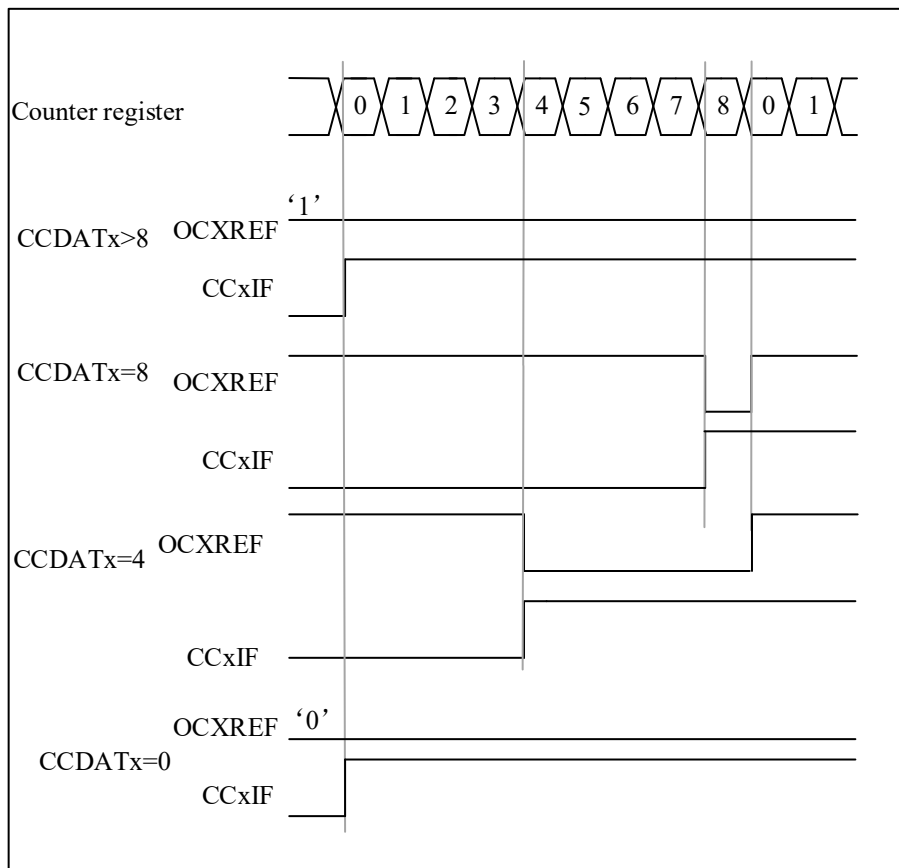 Counter register 0 1 2 3 4 5 6 7 8 0 1
‘1’
CCDATx>8 OCXREF
CCxIF
CCDATx=8 OCXREF
CCxIF
CCDATx=4 OCXREF
CCxIF
OCXREF ‘0’
CCDATx=0
CCxIF